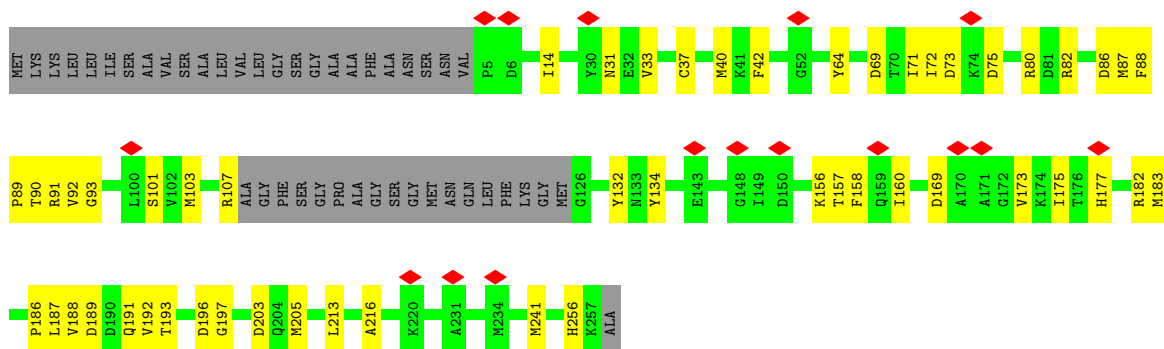 MET LYS LYS LEU LEU ILE SER ALA VAL SER ALA LEU VAL LEU GLY SER GLY ALA ALA PHE ALA ASN SER ASN VAL P5 D6 I14 Y30 N31 E32 V33 C37 M40 K41 F42 G52 Y64 D69 T70 I71 I72 D73 K74 D75 R80 D81 R82 D86 M87 F88
P89 T90 R91 V92 G93 L100 S101 V102 M103 R107 ALA GLY PHE SER GLY PRO ALA GLY SER GLY MET ASN GLN LEU PHE LYS GLY MET G126 Y132 N133 Y134 E143 G148 I149 D150 K156 T157 F158 Q159 I160 D169 A170 A171 G172 V173 K174 I175 T176 H177 R182 M183
P186 L187 V188 D189 D190 Q191 V192 T193 D196 G197 D203 Q204 M205 L213 A216 K220 A231 M234 M241 H256 K257 ALA